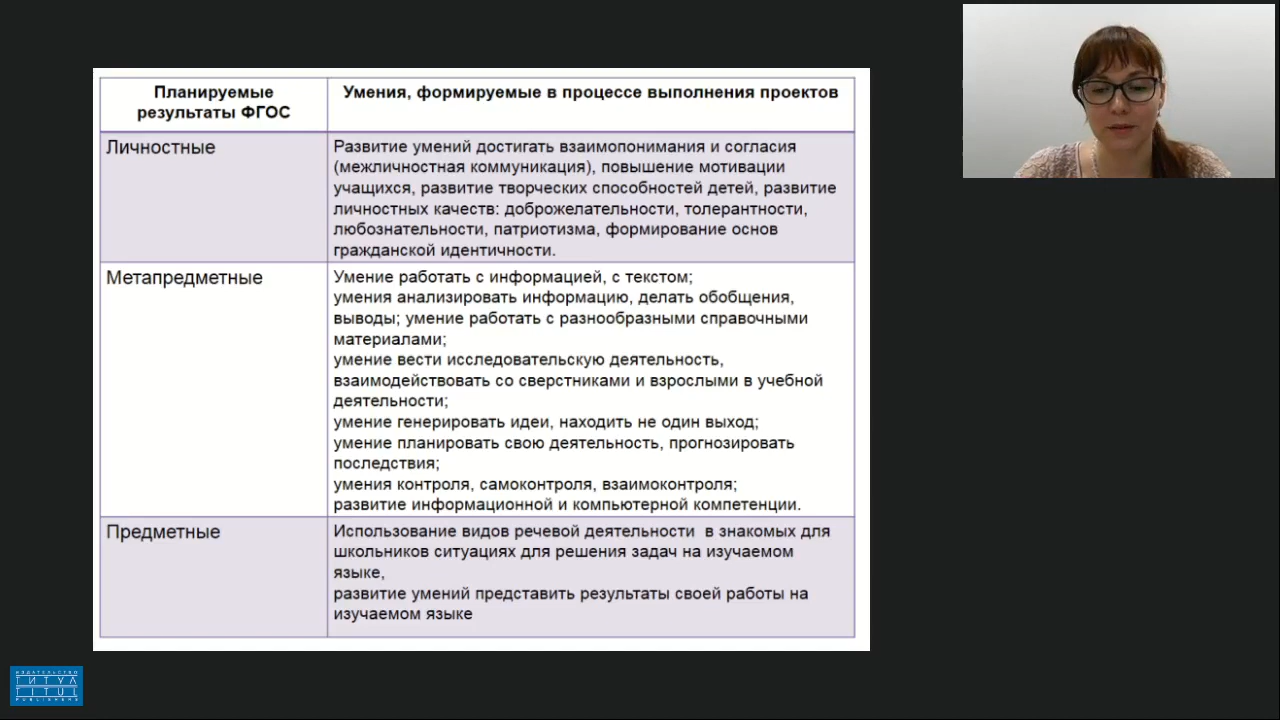 Планируемые
результаты ФГОС
Умения, формируемые в процессе выполнения проектов
Личностные
Развитие умений достигать взаимопонимания и согласия
(межличностная коммуникация), повышение мотивации
учащихся, развитие творческих способностей детей, развитие
личностных качеств: доброжелательности, толерантности,
любознательности, патриотизма, формирование основ
гражданской идентичности.
Метапредметные
Умение работать с информацией, с текстом;
умения анализировать информацию, делать обобщения,
выводы; умение работать с разнообразными справочными
материалами;
умение вести исследовательскую деятельность,
взаимодействовать со сверстниками и взрослыми в учебной
деятельности;
умение генерировать идеи, находить не один выход;
умение планировать свою деятельность, прогнозировать
последствия;
умения контроля, самоконтроля, взаимоконтроля;
развитие информационной и компьютерной компетенции.
Предметные
Использование видов речевой деятельности в знакомых для
школьников ситуациях для решения задач на изучаемом
языке,
развитие умений представить результаты своей работы на
изучаемом языке
ИЗДАТЕЛЬСТВО
ТИТУЛ
TITUL
PUBLISHERS